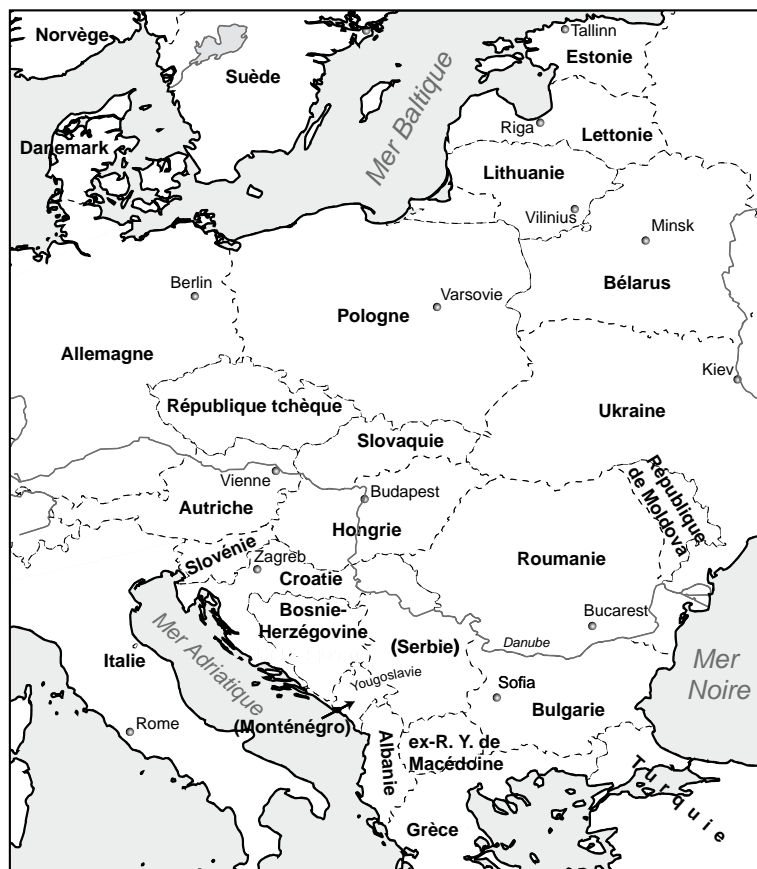 Norvège
Suède
Tallinn
Estonie
Mer Baltique
Riga
Lettonie
Danemark
Lithuanie
Vilinius
Minsk
Bélarus
Berlin
Varsovie
Pologne
Allemagne
Kiev
Ukraine
République tchèque
Slovaquie
Vienne
Budapest
Autriche
Hongrie
République
de Moldova
Slovénie
Zagreb
Croatie
Roumanie
Bosnie-
Herzégovine
Bucarest
Danube
(Serbie)
Mer Adriatique
Italie
Yougoslavie
Sofia
Bulgarie
Mer
Noire
Rome
(Monténégro)
Albanie
ex-R. Y. de
Macédoine
Turquie
Grèce